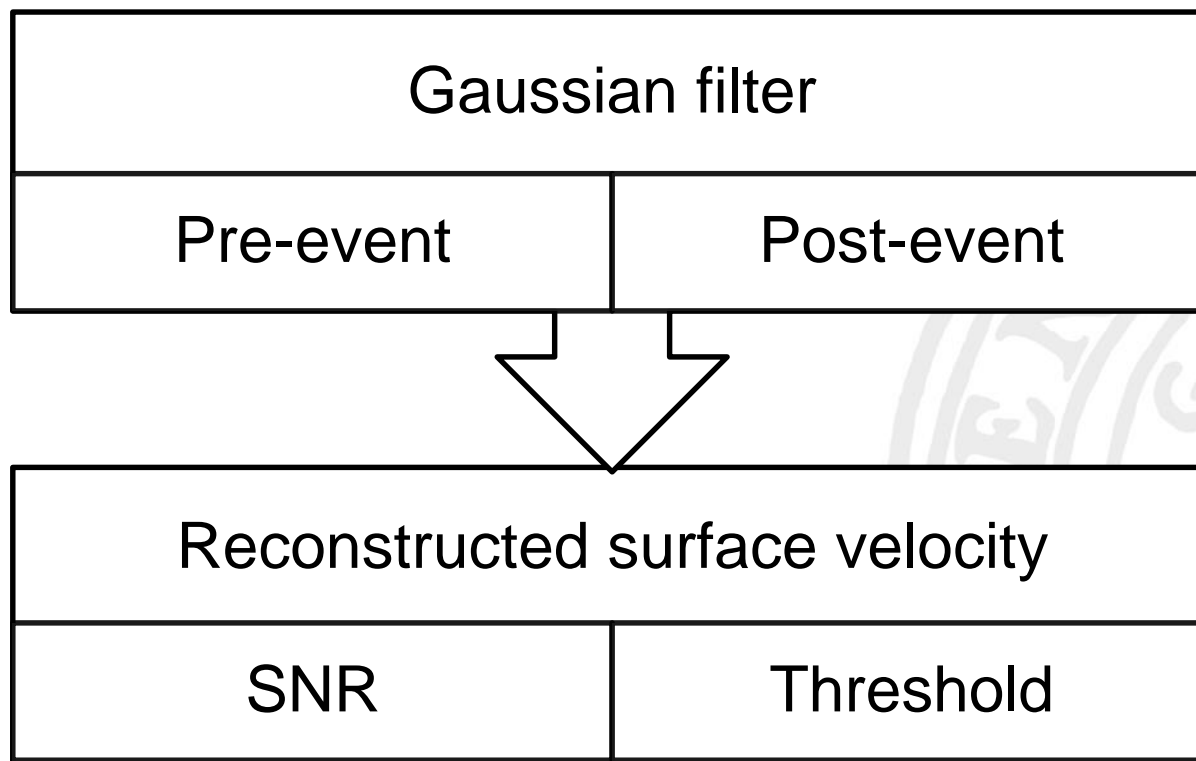 Gaussian filter
Pre-event Post-event
Reconstructed surface velocity
SNR Threshold